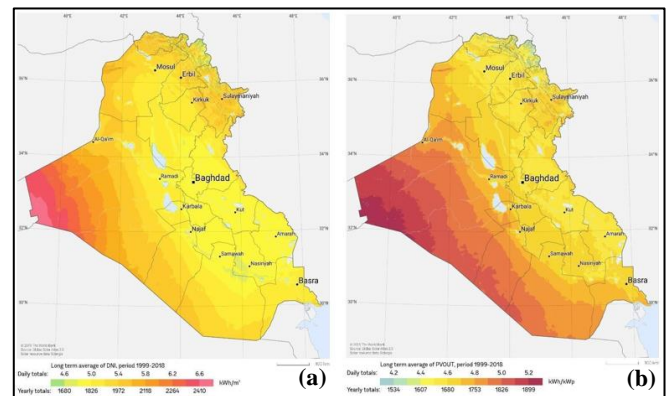 Mosul
Erbil
Kirkuk
Sulaymaniyah
Al-Qa'im
Ramadi
Baghdad
Karbala
Kut
Najaf
Amarah
Samawah
Nasiriyah
Basra
Long term average of DNI, period 1999-2018
Daily totals: 4.6 5.0 5.4 5.8 6.2 6.6
kWh/m²
Yearly totals: 1680 1826 1972 2118 2264 2410
(a)
Mosul
Erbil
Kirkuk
Sulaymaniyah
Al-Qa'im
Ramadi
Baghdad
Karbala
Kut
Najaf
Amarah
Samawah
Nasiriyah
Basra
Long term average of PVOUT, period 1999-2018
Daily totals: 4.2 4.4 4.6 4.8 5.0 5.2
kWh/kWp
Yearly totals: 1534 1607 1680 1753 1826 1899
(b)